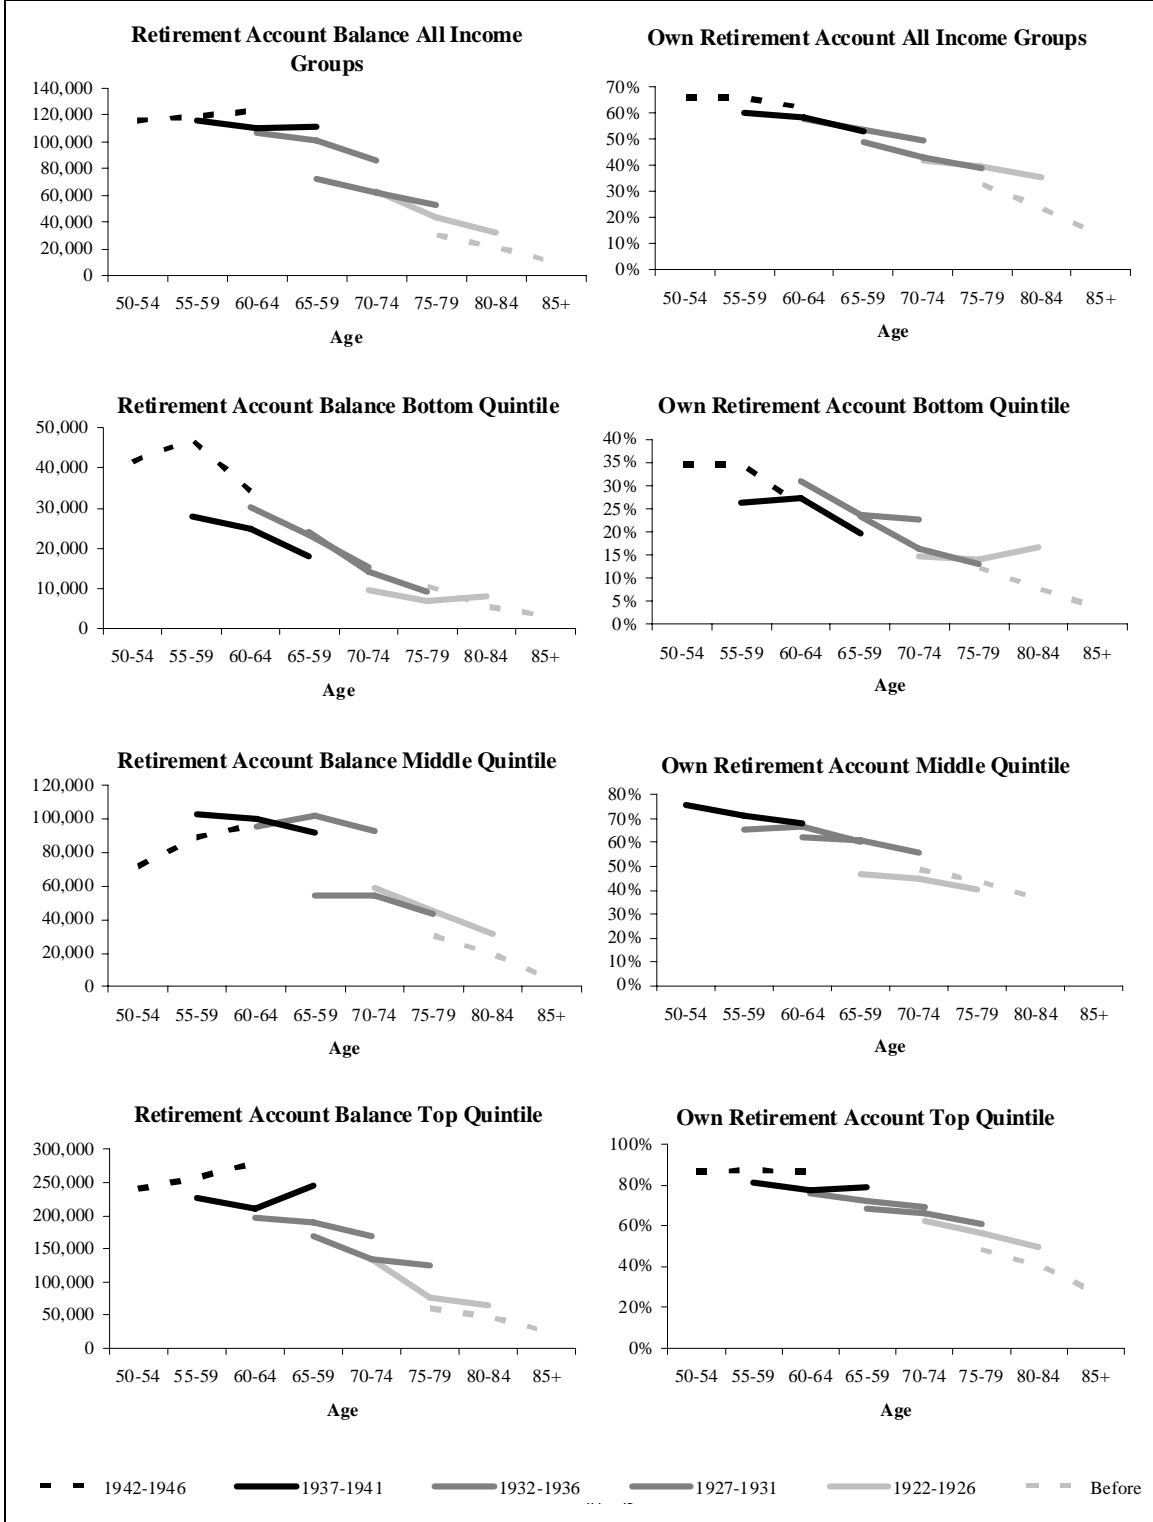 Retirement Account Balance All Income
Groups
140,000
120,000
100,000
80,000
60,000
40,000
20,000
0
50-54 55-59 60-64 65-59 70-74 75-79 80-84 85+
Age
Own Retirement Account All Income Groups
70%
60%
50%
40%
30%
20%
10%
0%
50-54 55-59 60-64 65-59 70-74 75-79 80-84 85+
Age
Retirement Account Balance Bottom Quintile
50,000
40,000
30,000
20,000
10,000
0
50-54 55-59 60-64 65-59 70-74 75-79 80-84 85+
Age
Own Retirement Account Bottom Quintile
40%
35%
30%
25%
20%
15%
10%
5%
0%
50-54 55-59 60-64 65-59 70-74 75-79 80-84 85+
Age
Retirement Account Balance Middle Quintile
120,000
100,000
80,000
60,000
40,000
20,000
0
50-54 55-59 60-64 65-59 70-74 75-79 80-84 85+
Age
Own Retirement Account Middle Quintile
80%
70%
60%
50%
40%
30%
20%
10%
0%
50-54 55-59 60-64 65-59 70-74 75-79 80-84 85+
Age
Retirement Account Balance Top Quintile
300,000
250,000
200,000
150,000
100,000
50,000
0
50-54 55-59 60-64 65-59 70-74 75-79 80-84 85+
Age
Own Retirement Account Top Quintile
100%
80%
60%
40%
20%
0%
50-54 55-59 60-64 65-59 70-74 75-79 80-84 85+
Age
1942-1946 1937-1941 1932-1936 1927-1931 1922-1926 Before